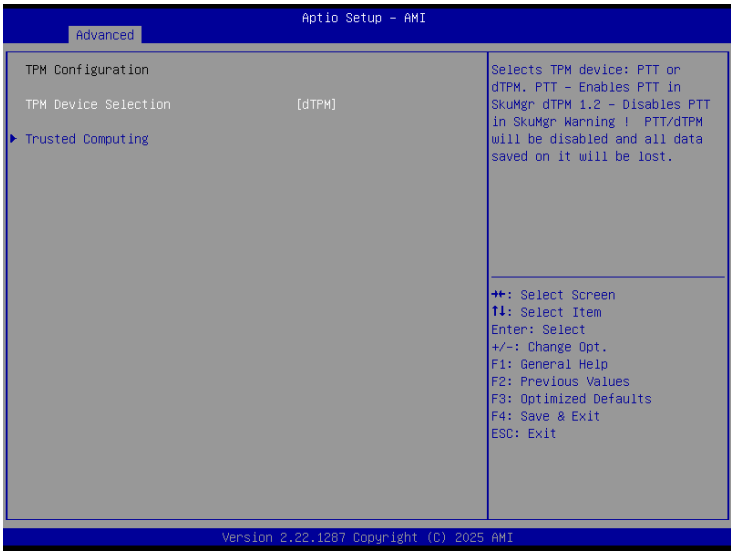 Aptio Setup - AMI
Advanced
TPM Configuration
TPM Device Selection [dTPM]
Trusted Computing
Selects TPM device: PTT or
dTPM. PTT - Enables PTT in
SkuMgr dTPM 1.2 - Disables PTT
in SkuMgr Warning ! PTT/dTPM
will be disabled and all data
saved on it will be lost.
→←: Select Screen
↑↓: Select Item
Enter: Select
+/-: Change Opt.
F1: General Help
F2: Previous Values
F3: Optimized Defaults
F4: Save & Exit
ESC: Exit
Version 2.22.1287 Copyright (C) 2025 AMI